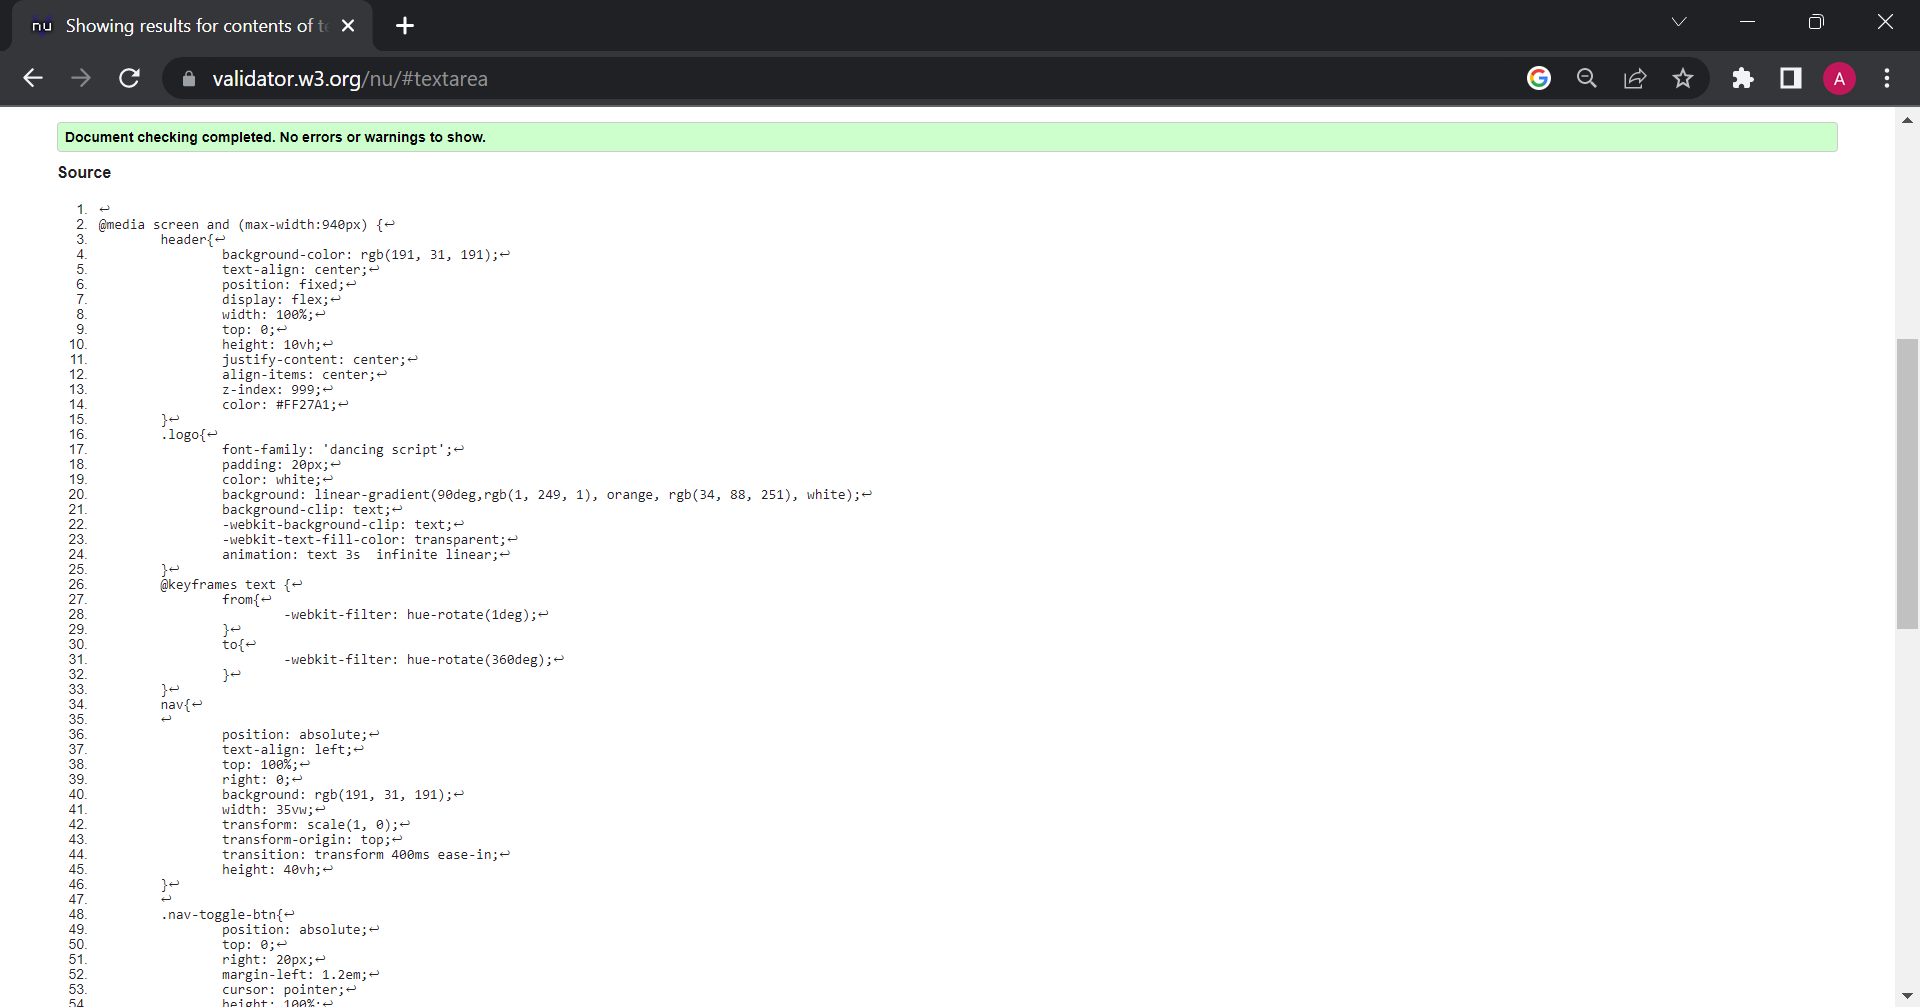 nu Showing results for contents of te
validator.w3.org/nu/#textarea
A
Document checking completed. No errors or warnings to show.
Source
1. ↩
2. @media screen and (max-width:940px) {↩
3. header{↩
4. background-color: rgb(191, 31, 191);↩
5. text-align: center;↩
6. position: fixed;↩
7. display: flex;↩
8. width: 100%;↩
9. top: 0;↩
10. height: 10vh;↩
11. justify-content: center;↩
12. align-items: center;↩
13. z-index: 999;↩
14. color: #FF27A1;↩
15. }↩
16. .logo{↩
17. font-family: 'dancing script';↩
18. padding: 20px;↩
19. color: white;↩
20. background: linear-gradient(90deg,rgb(1, 249, 1), orange, rgb(34, 88, 251), white);↩
21. background-clip: text;↩
22. -webkit-background-clip: text;↩
23. -webkit-text-fill-color: transparent;↩
24. animation: text 3s  infinite linear;↩
25. }↩
26. @keyframes text {↩
27. from{↩
28. -webkit-filter: hue-rotate(1deg);↩
29. }↩
30. to{↩
31. -webkit-filter: hue-rotate(360deg);↩
32. }↩
33. }↩
34. nav{↩
35. ↩
36. position: absolute;↩
37. text-align: left;↩
38. top: 100%;↩
39. right: 0;↩
40. background: rgb(191, 31, 191);↩
41. width: 35vw;↩
42. transform: scale(1, 0);↩
43. transform-origin: top;↩
44. transition: transform 400ms ease-in;↩
45. height: 40vh;↩
46. }↩
47. ↩
48. .nav-toggle-btn{↩
49. position: absolute;↩
50. top: 0;↩
51. right: 20px;↩
52. margin-left: 1.2em;↩
53. cursor: pointer;↩
54. height: 100%;↩